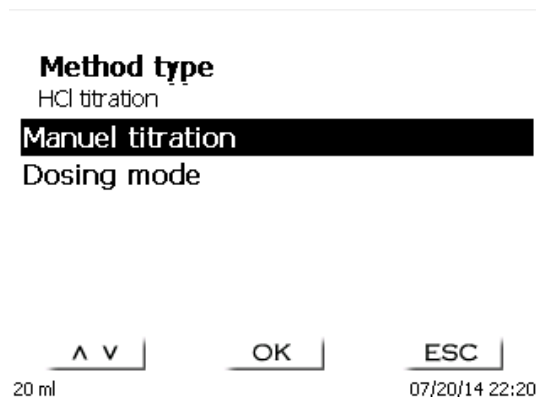 Method type
HCl titration
Manuel titration
Dosing mode
∧ ∨ OK ESC
20 ml 07/20/14 22:20